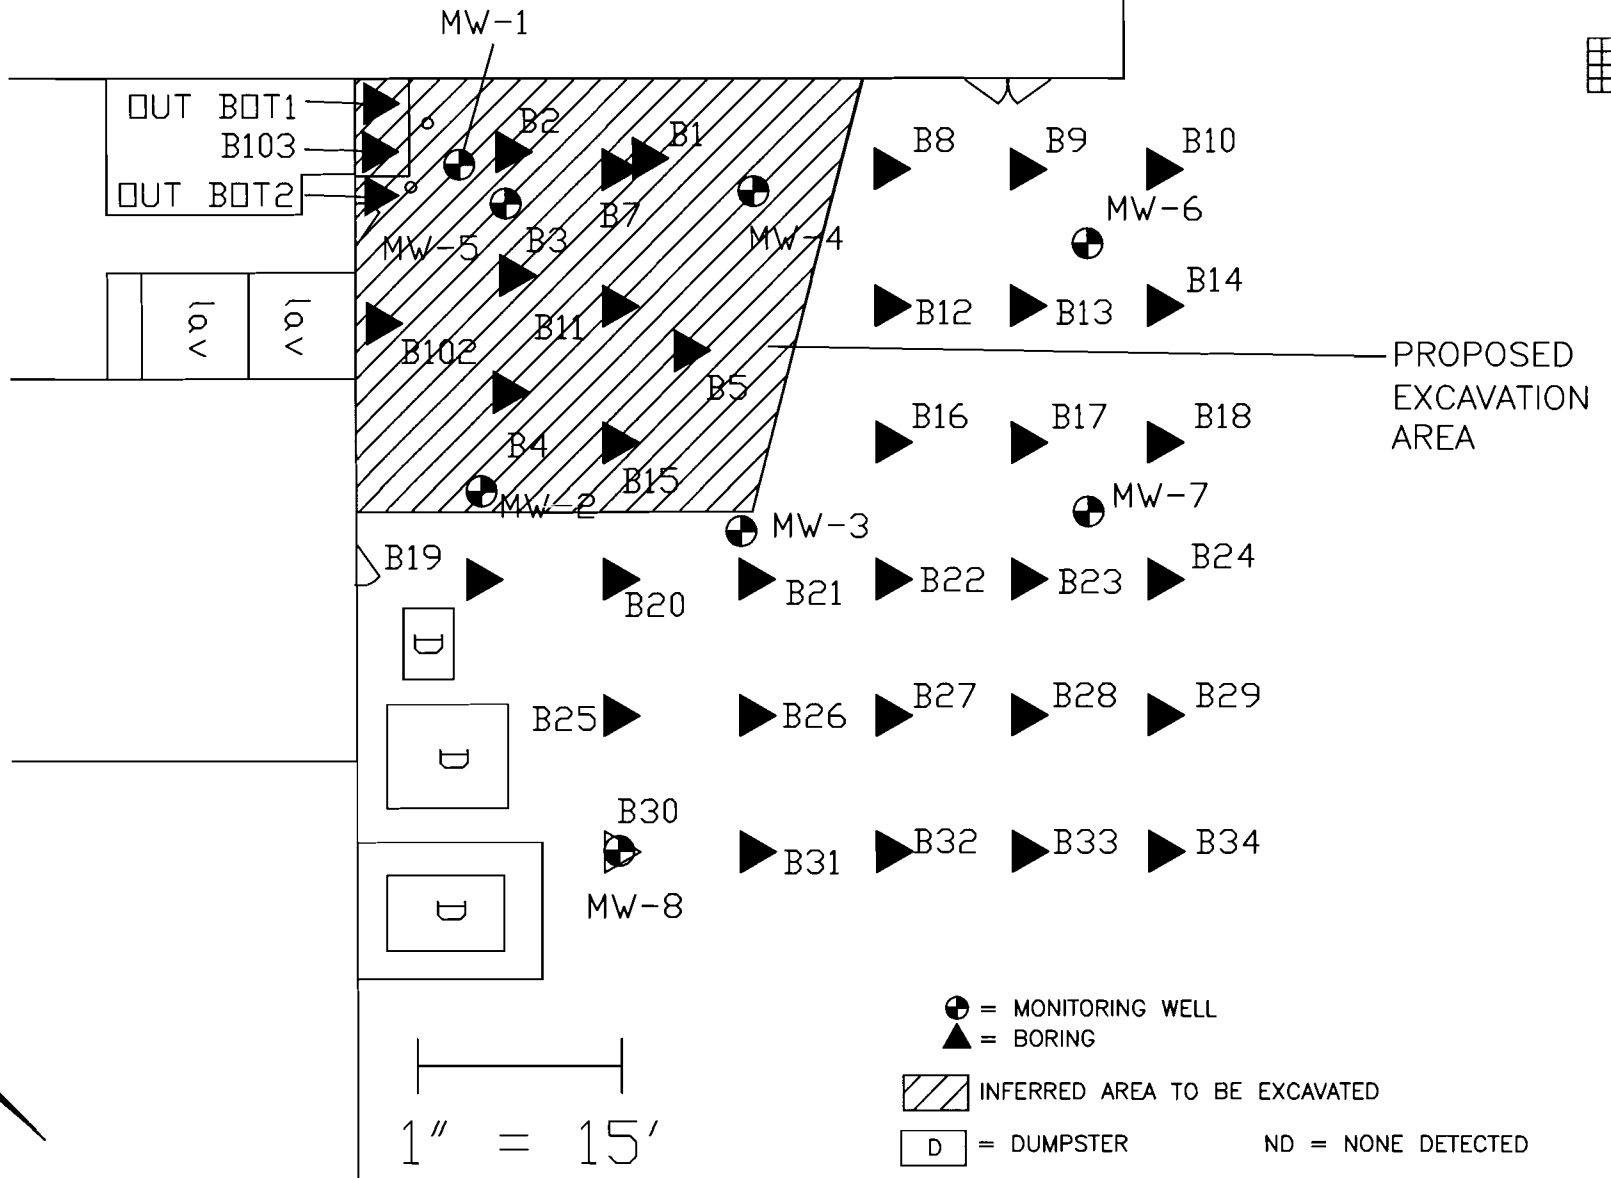 MW-1
OUT BOT1
B2
B1
B8
B9
B10
B103
OUT BOT2
B7
MW-6
MW-5
B3
MW-4
lav
lav
B102
B11
B12
B13
B14
B5
PROPOSED
EXCAVATION
AREA
B4
B15
B16
B17
B18
MW-2
MW-3
MW-7
B19
B20
B21
B22
B23
B24
D
B25
B26
B27
B28
B29
D
B30
B31
B32
B33
B34
MW-8
D
= MONITORING WELL
= BORING
INFERRED AREA TO BE EXCAVATED
1" = 15'
D = DUMPSTER
ND = NONE DETECTED